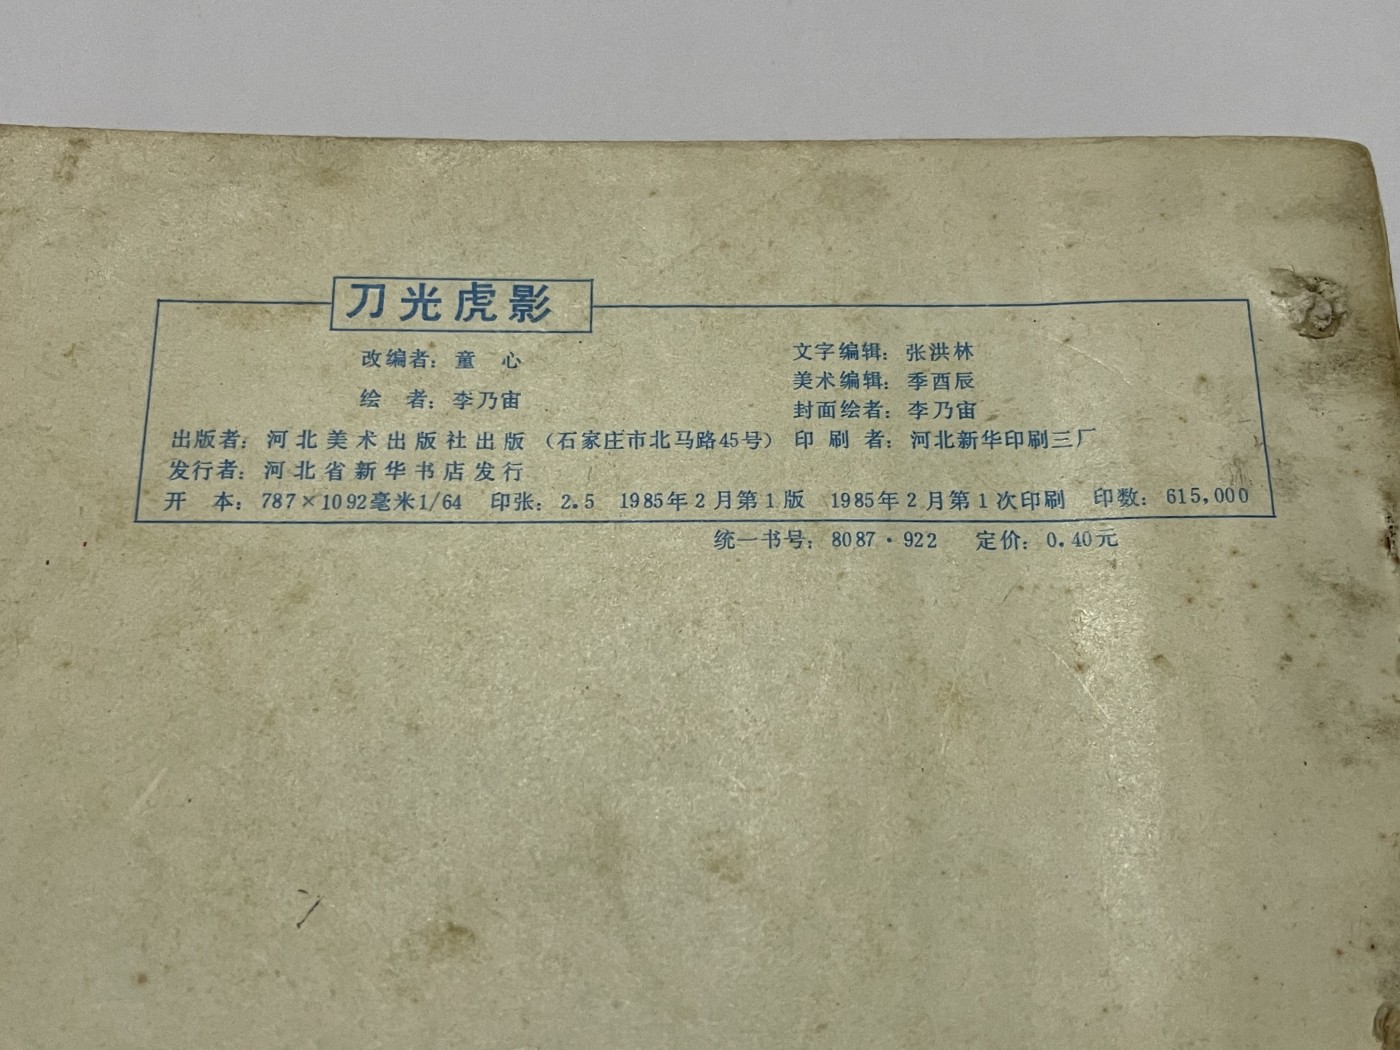 刀光虎影
改编者：童 心
绘 者：李乃宙
文字编辑：张洪林
美术编辑：季酉辰
封面绘者：李乃宙
出版者：河北美术出版社出版（石家庄市北马路45号） 印 刷 者：河北新华印刷三厂
发行者：河北省新华书店发行
开 本：787×1092毫米1/64 印张：2.5 1985年2月第1版 1985年2月第1次印刷 印数：615,000
统一书号：8087·922 定价：0.40元